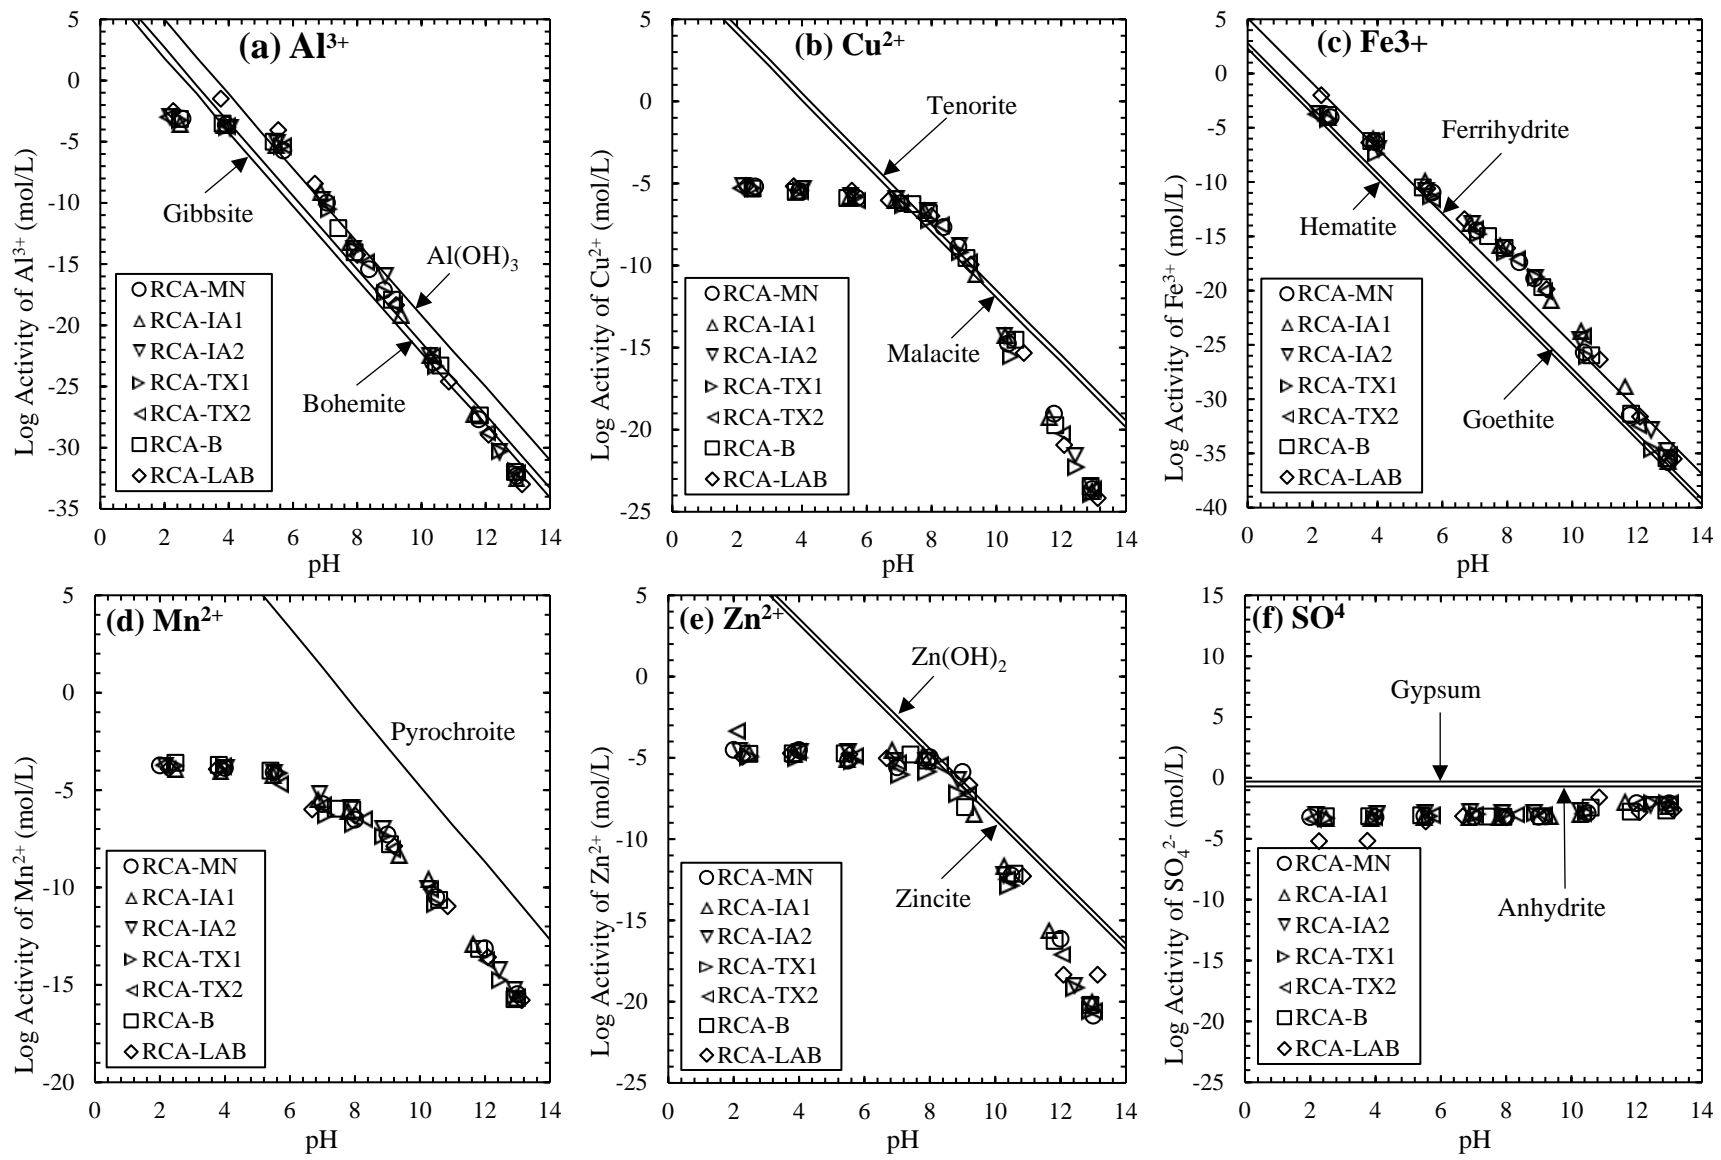 (a) Al³⁺
Log Activity of Al³⁺ (mol/L)
5
0
-5
-10
-15
-20
-25
-30
-35
Gibbsite
Al(OH)₃
Bohemite
RCA-MN
RCA-IA1
RCA-IA2
RCA-TX1
RCA-TX2
RCA-B
RCA-LAB
0 2 4 6 8 10 12 14
pH
(b) Cu²⁺
Log Activity of Cu²⁺ (mol/L)
5
0
-5
-10
-15
-20
-25
Tenorite
Malacite
RCA-MN
RCA-IA1
RCA-IA2
RCA-TX1
RCA-TX2
RCA-B
RCA-LAB
0 2 4 6 8 10 12 14
pH
(c) Fe3+
Log Activity of Fe³⁺ (mol/L)
5
0
-5
-10
-15
-20
-25
-30
-35
-40
Ferrihydrite
Hematite
Goethite
RCA-MN
RCA-IA1
RCA-IA2
RCA-TX1
RCA-TX2
RCA-B
RCA-LAB
0 2 4 6 8 10 12 14
pH
(d) Mn²⁺
Log Activity of Mn²⁺ (mol/L)
5
0
-5
-10
-15
-20
Pyrochroite
RCA-MN
RCA-IA1
RCA-IA2
RCA-TX1
RCA-TX2
RCA-B
RCA-LAB
0 2 4 6 8 10 12 14
pH
(e) Zn²⁺
Log Activity of Zn²⁺ (mol/L)
5
0
-5
-10
-15
-20
-25
Zn(OH)₂
Zincite
RCA-MN
RCA-IA1
RCA-IA2
RCA-TX1
RCA-TX2
RCA-B
RCA-LAB
0 2 4 6 8 10 12 14
pH
(f) SO⁴
Log Activity of SO₄²⁻ (mol/L)
15
10
5
0
-5
-10
-15
-20
-25
Gypsum
Anhydrite
RCA-MN
RCA-IA1
RCA-IA2
RCA-TX1
RCA-TX2
RCA-B
RCA-LAB
0 2 4 6 8 10 12 14
pH